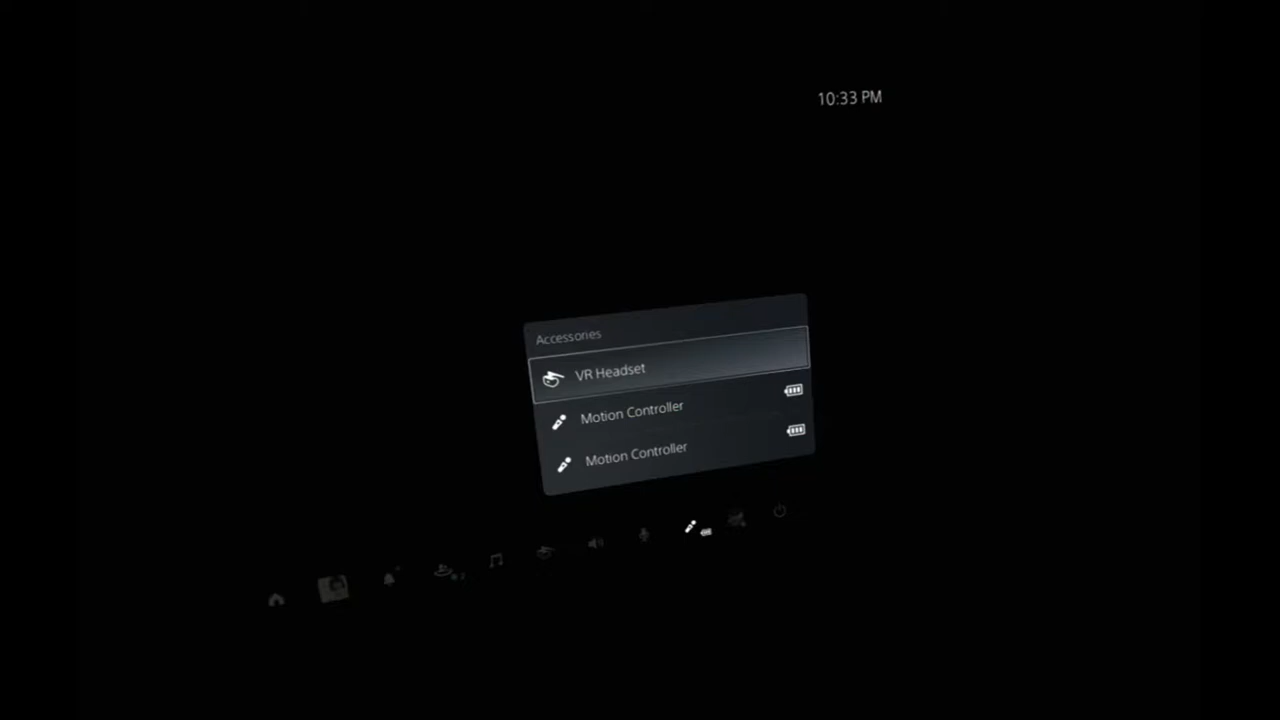 10:33 PM
Accessories
VR Headset
Motion Controller
Motion Controller